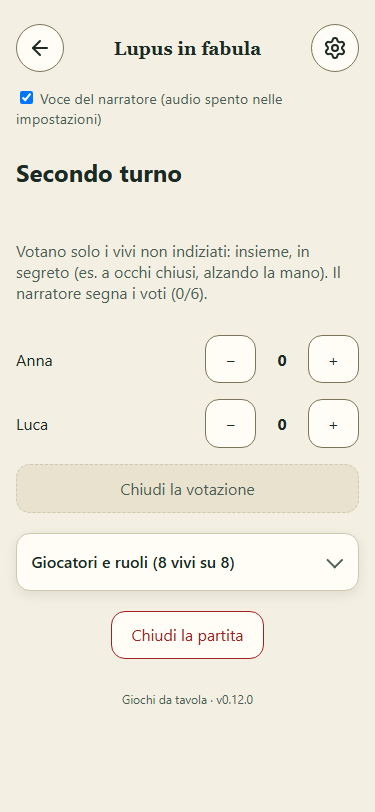 Lupus in fabula
Voce del narratore (audio spento nelle
impostazioni)
Secondo turno
Votano solo i vivi non indiziati: insieme, in
segreto (es. a occhi chiusi, alzando la mano). Il
narratore segna i voti (0/6).
Anna − 0 +
Luca − 0 +
Chiudi la votazione
Giocatori e ruoli (8 vivi su 8)
Chiudi la partita
Giochi da tavola · v0.12.0